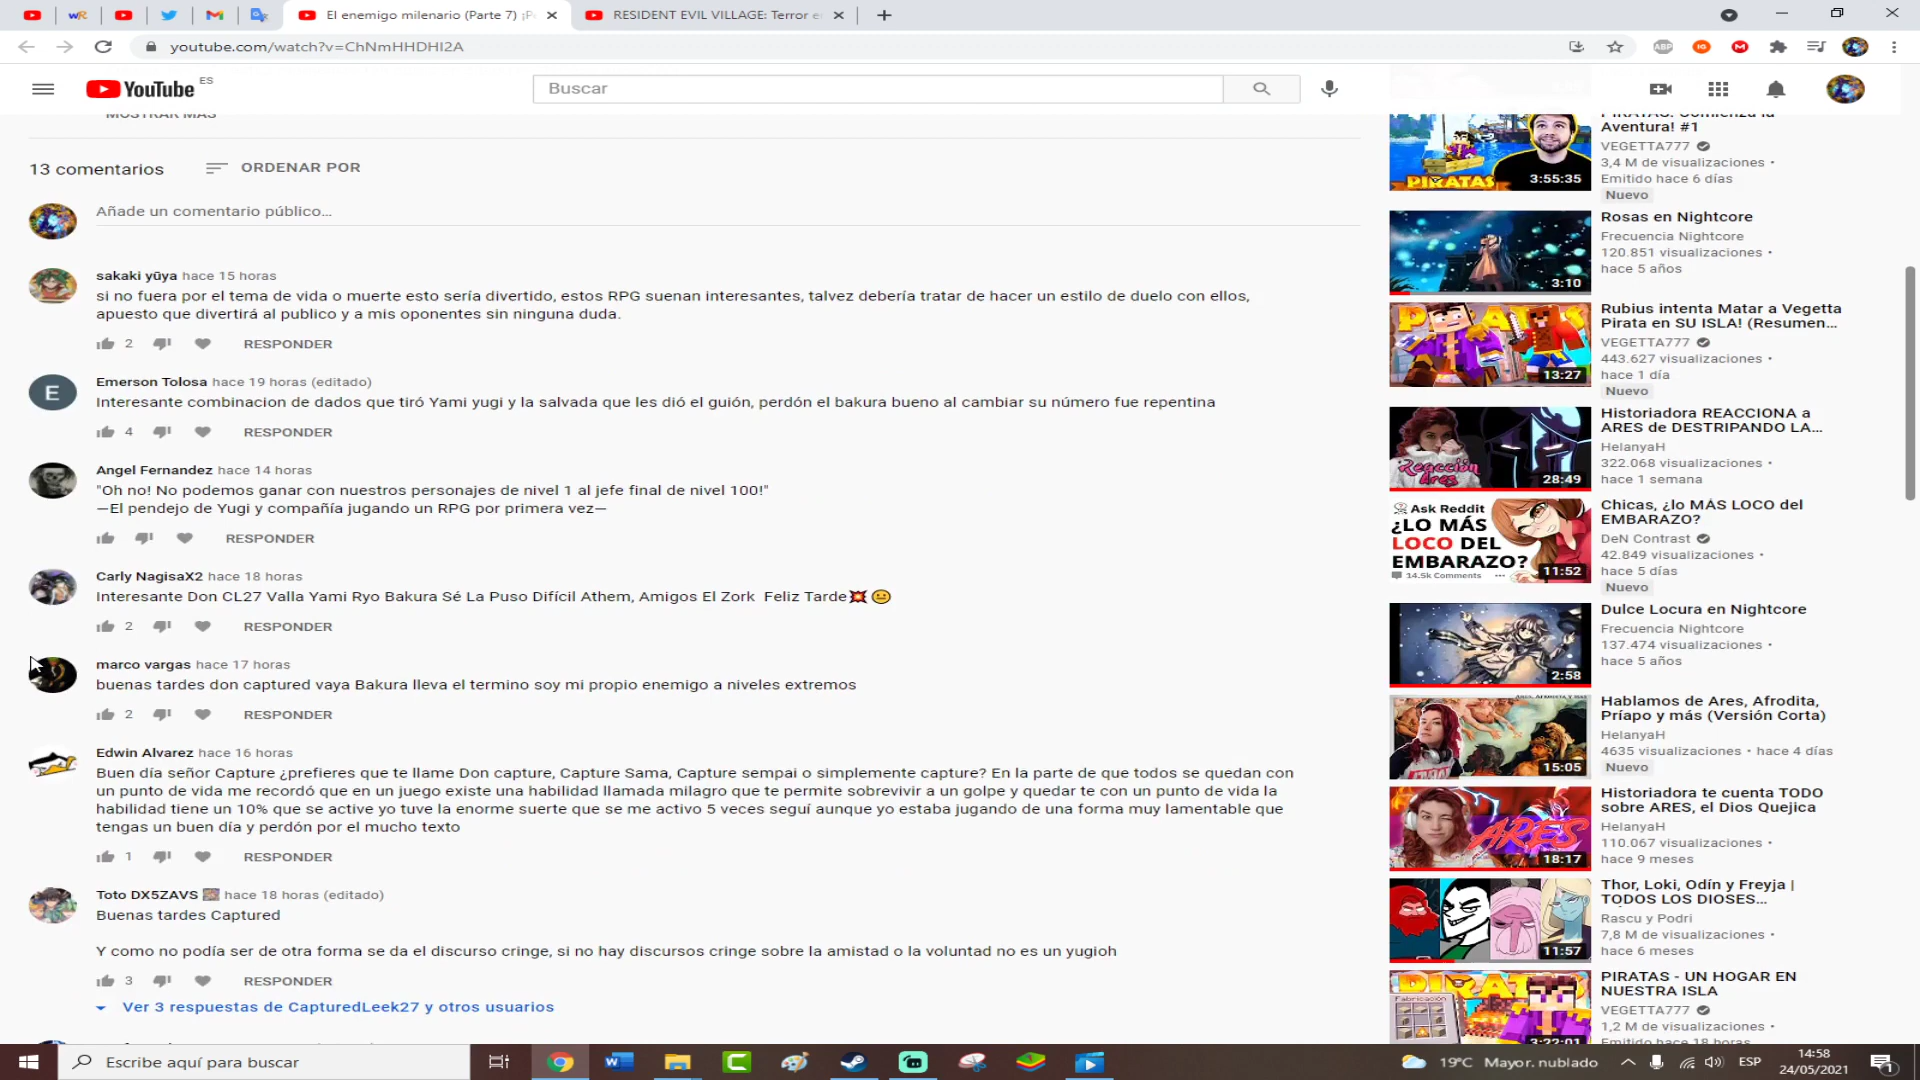 El enemigo milenario (Parte 7) ¡P
RESIDENT EVIL VILLAGE: Terror e
youtube.com/watch?v=ChNmHHDHI2A
YouTube ES
Buscar
MOSTRAR MÁS
13 comentarios
ORDENAR POR
Añade un comentario público...
sakaki yūya hace 15 horas
si no fuera por el tema de vida o muerte esto sería divertido, estos RPG suenan interesantes, talvez debería tratar de hacer un estilo de duelo con ellos,
apuesto que divertirá al publico y a mis oponentes sin ninguna duda.
2 RESPONDER
E
Emerson Tolosa hace 19 horas (editado)
Interesante combinacion de dados que tiró Yami yugi y la salvada que les dió el guión, perdón el bakura bueno al cambiar su número fue repentina
4 RESPONDER
Angel Fernandez hace 14 horas
"Oh no! No podemos ganar con nuestros personajes de nivel 1 al jefe final de nivel 100!"
—El pendejo de Yugi y compañía jugando un RPG por primera vez—
RESPONDER
Carly NagisaX2 hace 18 horas
Interesante Don CL27 Valla Yami Ryo Bakura Sé La Puso Difícil Athem, Amigos El Zork  Feliz Tarde💥😐
2 RESPONDER
marco vargas hace 17 horas
buenas tardes don captured vaya Bakura lleva el termino soy mi propio enemigo a niveles extremos
2 RESPONDER
Edwin Alvarez hace 16 horas
Buen día señor Capture ¿prefieres que te llame Don capture, Capture Sama, Capture sempai o simplemente capture? En la parte de que todos se quedan con
un punto de vida me recordó que en un juego existe una habilidad llamada milagro que te permite sobrevivir a un golpe y quedar te con un punto de vida la
habilidad tiene un 10% que se active yo tuve la enorme suerte que se me activo 5 veces seguí aunque yo estaba jugando de una forma muy lamentable que
tengas un buen día y perdón por el mucho texto
1 RESPONDER
Toto DX5ZAVS hace 18 horas (editado)
Buenas tardes Captured
Y como no podía ser de otra forma se da el discurso cringe, si no hay discursos cringe sobre la amistad o la voluntad no es un yugioh
3 RESPONDER
Ver 3 respuestas de CapturedLeek27 y otros usuarios
PIRATAS: Comienza la
Aventura! #1
VEGETTA777
3,4 M de visualizaciones •
Emitido hace 6 días
Nuevo
PIRATAS
3:55:35
Rosas en Nightcore
Frecuencia Nightcore
120.851 visualizaciones •
hace 5 años
3:10
Rubius intenta Matar a Vegetta
Pirata en SU ISLA! (Resumen...
VEGETTA777
443.627 visualizaciones •
hace 1 día
Nuevo
13:27
Historiadora REACCIONA a
ARES de DESTRIPANDO LA...
HelanyaH
322.068 visualizaciones •
hace 1 semana
Reacción
Ares
28:49
Chicas, ¿lo MÁS LOCO del
EMBARAZO?
DeN Contrast
42.849 visualizaciones •
hace 5 días
Nuevo
Ask Reddit
¿LO MÁS
LOCO DEL
EMBARAZO?
14.5k Comments
11:52
Dulce Locura en Nightcore
Frecuencia Nightcore
137.474 visualizaciones •
hace 5 años
2:58
Hablamos de Ares, Afrodita,
Príapo y más (Versión Corta)
HelanyaH
4635 visualizaciones • hace 4 días
Nuevo
15:05
Historiadora te cuenta TODO
sobre ARES, el Dios Quejica
HelanyaH
110.067 visualizaciones •
hace 9 meses
ARES
18:17
Thor, Loki, Odín y Freyja |
TODOS LOS DIOSES...
Rascu y Podri
7,8 M de visualizaciones •
hace 6 meses
11:57
PIRATAS - UN HOGAR EN
NUESTRA ISLA
VEGETTA777
1,2 M de visualizaciones •
Emitido hace 18 horas
Fabricación
3:22:01
Escribe aquí para buscar
19°C Mayor. nublado
ESP
14:58
24/05/2021